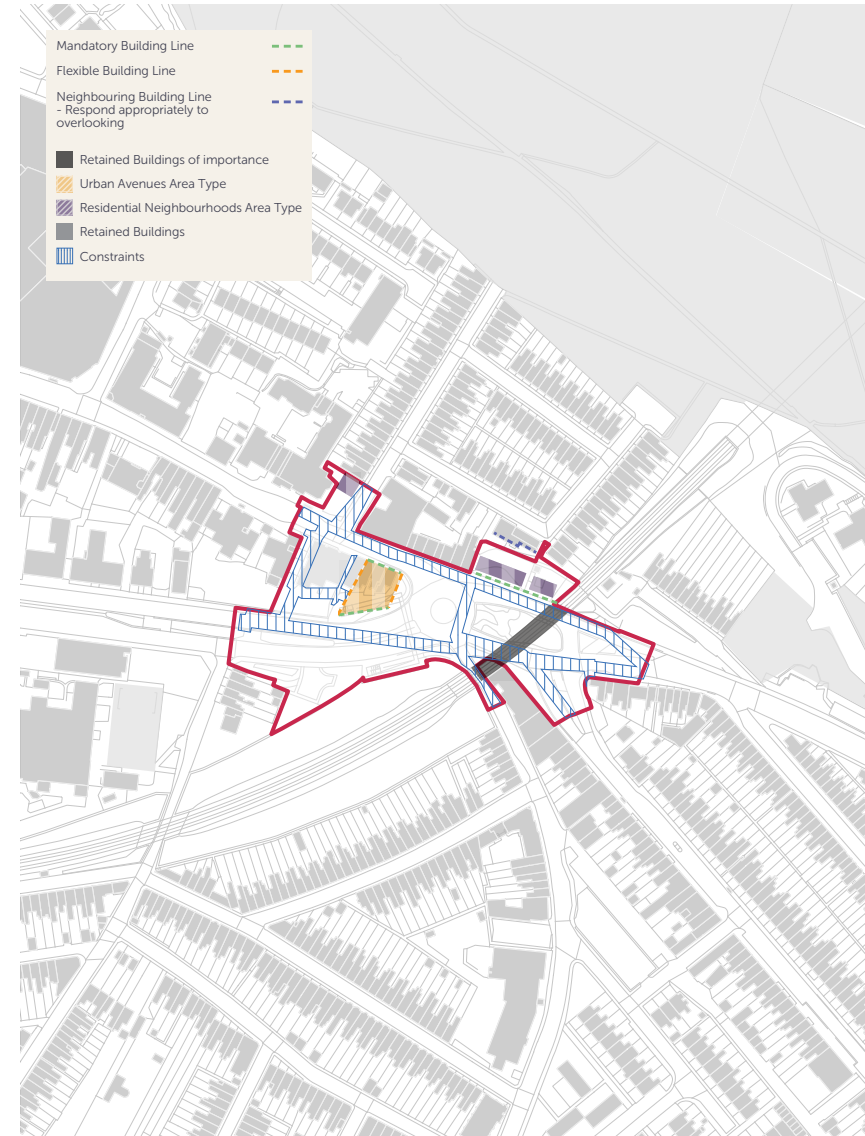 Mandatory Building Line
Flexible Building Line
Neighbouring Building Line
- Respond appropriately to
overlooking
Retained Buildings of importance
Urban Avenues Area Type
Residential Neighbourhoods Area Type
Retained Buildings
Constraints